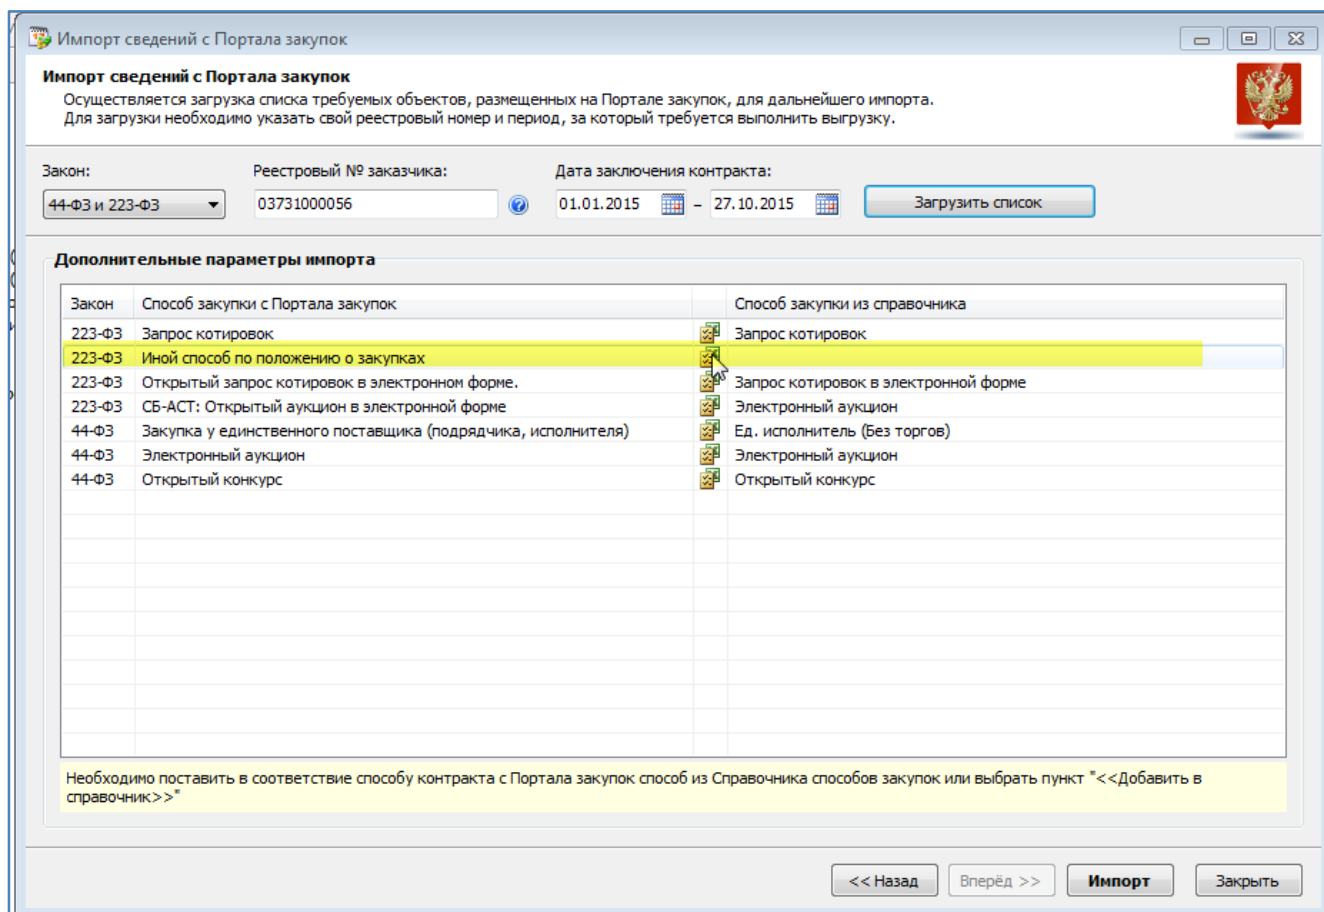 Импорт сведений с Портала закупок
Импорт сведений с Портала закупок
Осуществляется загрузка списка требуемых объектов, размещенных на Портале закупок, для дальнейшего импорта.
Для загрузки необходимо указать свой реестровый номер и период, за который требуется выполнить выгрузку.
Закон: Реестровый № заказчика: Дата заключения контракта:
44-ФЗ и 223-ФЗ 03731000056 01.01.2015 – 27.10.2015 Загрузить список
Дополнительные параметры импорта
Закон Способ закупки с Портала закупок Способ закупки из справочника
223-ФЗ Запрос котировок Запрос котировок
223-ФЗ Иной способ по положению о закупках
223-ФЗ Открытый запрос котировок в электронном форме. Запрос котировок в электронной форме
223-ФЗ СБ-АСТ: Открытый аукцион в электронной форме Электронный аукцион
44-ФЗ Закупка у единственного поставщика (подрядчика, исполнителя) Ед. исполнитель (Без торгов)
44-ФЗ Электронный аукцион Электронный аукцион
44-ФЗ Открытый конкурс Открытый конкурс
Необходимо поставить в соответствие способу контракта с Портала закупок способ из Справочника способов закупок или выбрать пункт "<<Добавить в
справочник>>"
<< Назад Вперёд >> Импорт Закрыть